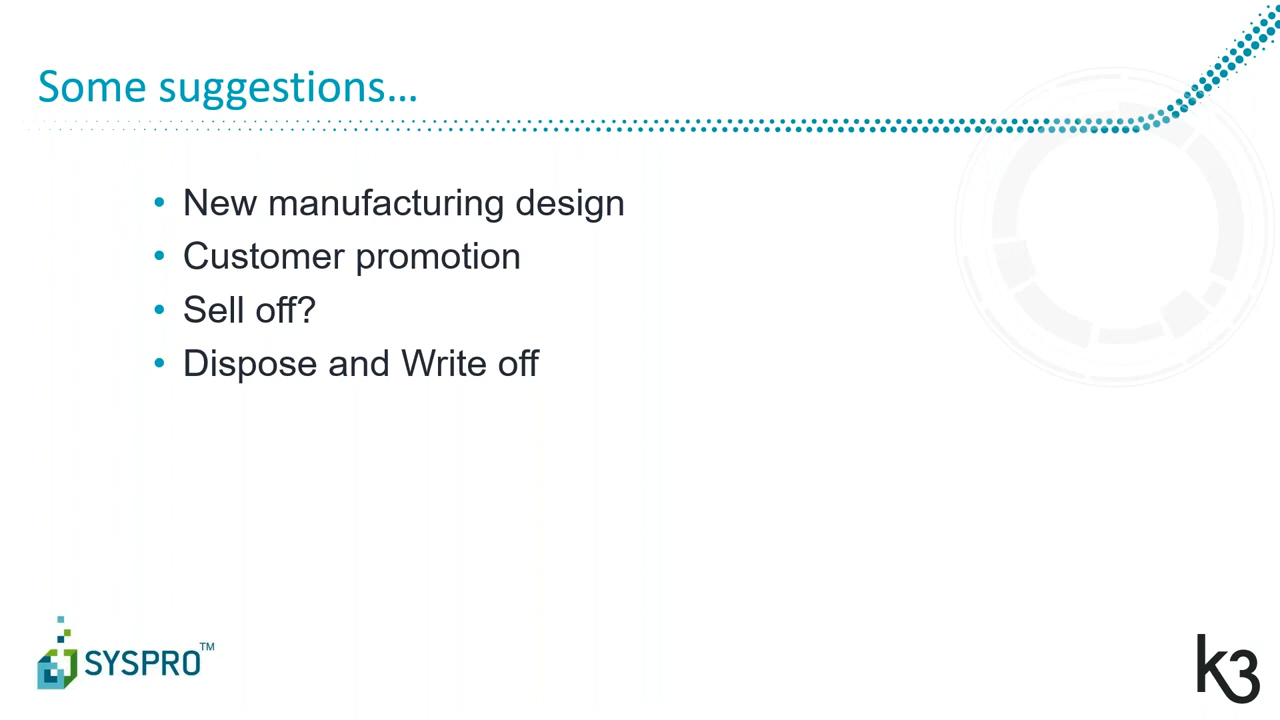 Some suggestions...
• New manufacturing design
• Customer promotion
• Sell off?
• Dispose and Write off
SYSPRO™
k3